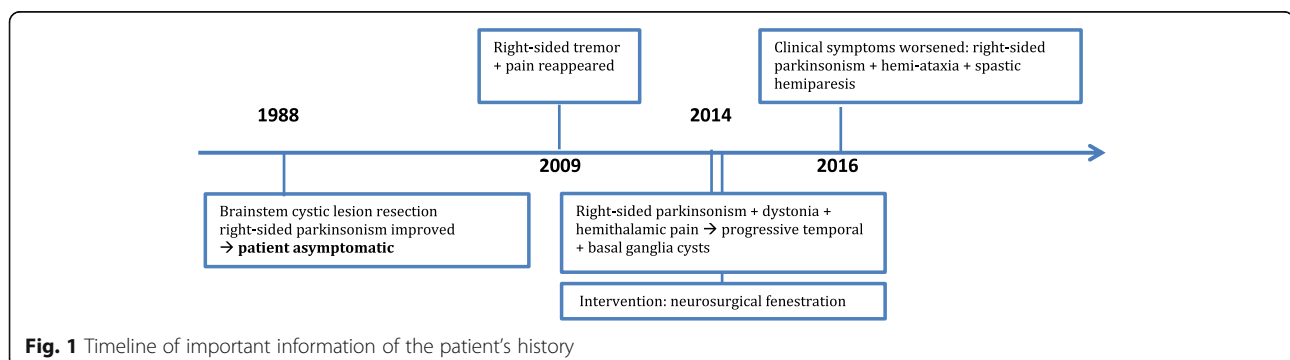 Right-sided tremor
+ pain reappeared
Clinical symptoms worsened: right-sided
parkinsonism + hemi-ataxia + spastic
hemiparesis
1988
2014
2009
2016
Brainstem cystic lesion resection
right-sided parkinsonism improved
→ patient asymptomatic
Right-sided parkinsonism + dystonia +
hemithalamic pain → progressive temporal
+ basal ganglia cysts
Intervention: neurosurgical fenestration
Fig. 1 Timeline of important information of the patient's history